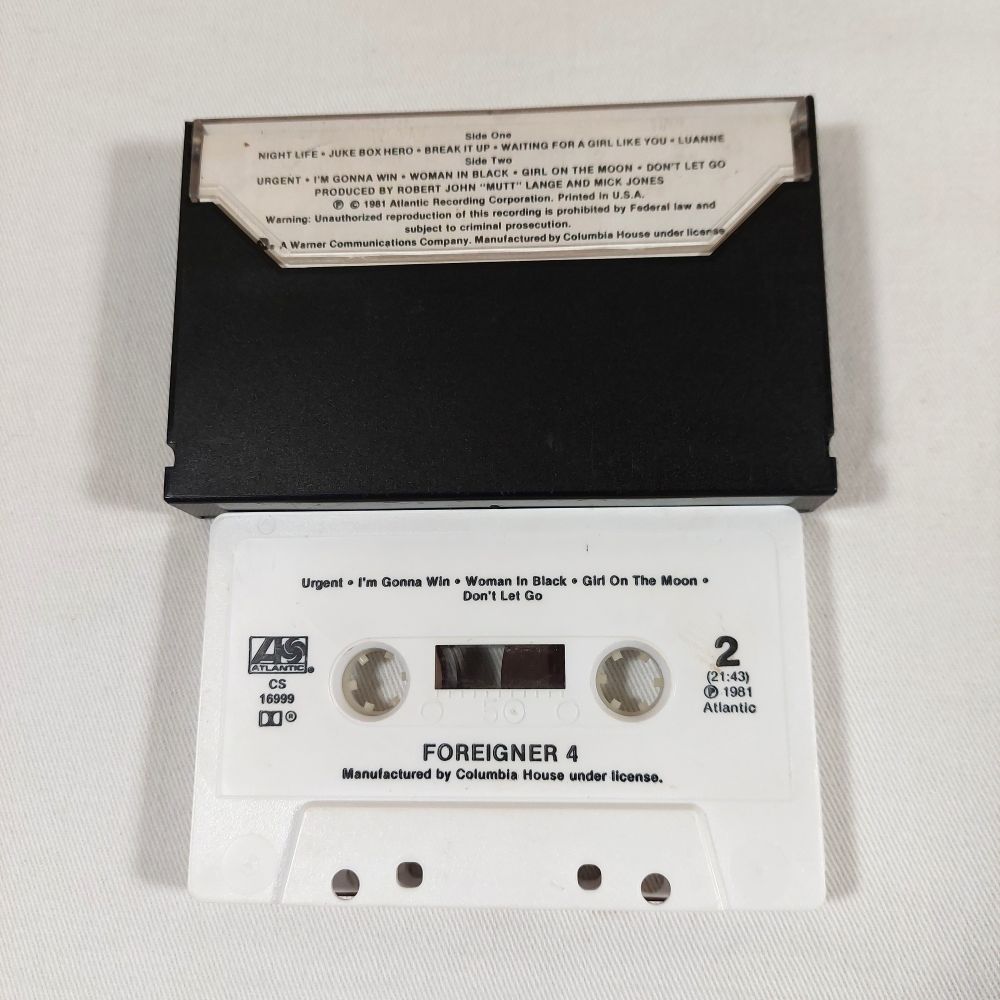 Side One
NIGHT LIFE • JUKE BOX HERO • BREAK IT UP • WAITING FOR A GIRL LIKE YOU • LUANNE
Side Two
URGENT • I'M GONNA WIN • WOMAN IN BLACK • GIRL ON THE MOON • DON'T LET GO
PRODUCED BY ROBERT JOHN "MUTT" LANGE AND MICK JONES
℗ © 1981 Atlantic Recording Corporation. Printed in U.S.A.
Warning: Unauthorized reproduction of this recording is prohibited by Federal law and
subject to criminal prosecution.
A Warner Communications Company. Manufactured by Columbia House under license
Urgent • I'm Gonna Win • Woman In Black • Girl On The Moon •
Don't Let Go
ATLANTIC
CS
16999
®
2
(21:43)
℗ 1981
Atlantic
50
FOREIGNER 4
Manufactured by Columbia House under license.